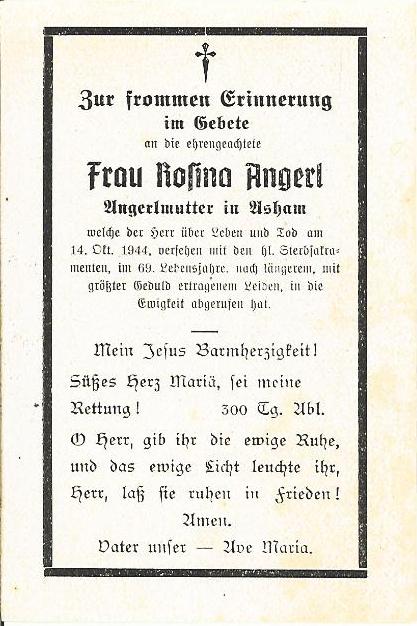 Zur frommen Erinnerung
im Gebete
an die ehrengeachtete
Frau Rosina Angerl
Angerlmutter in Asham
welche der Herr über Leben und Tod am
14. Okt. 1944, versehen mit den hl. Sterbsakra-
menten, im 69. Lebensjahre, nach längerem, mit
größter Geduld ertragenem Leiden, in die
Ewigkeit abgerufen hat.
Mein Jesus Barmherzigkeit!
Süßes Herz Mariä, sei meine
Rettung! 300 Tg. Abl.
O Herr, gib ihr die ewige Ruhe,
und das ewige Licht leuchte ihr,
Herr, laß sie ruhen in Frieden!
Amen.
Vater unser — Ave Maria.